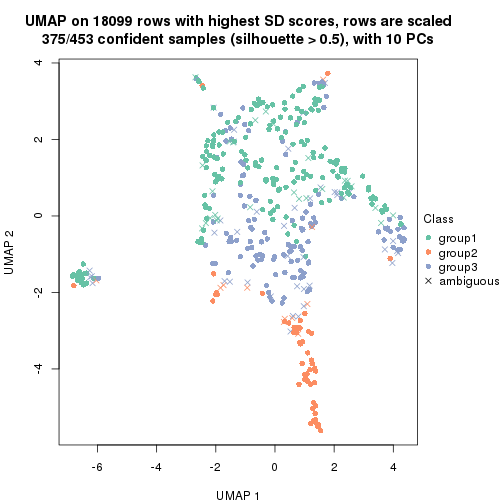 UMAP on 18099 rows with highest SD scores, rows are scaled
375/453 confident samples (silhouette > 0.5), with 10 PCs
4
2
0
-2
-4
UMAP 2
-6
-4
-2
0
2
4
UMAP 1
Class
group1
group2
group3
ambiguous